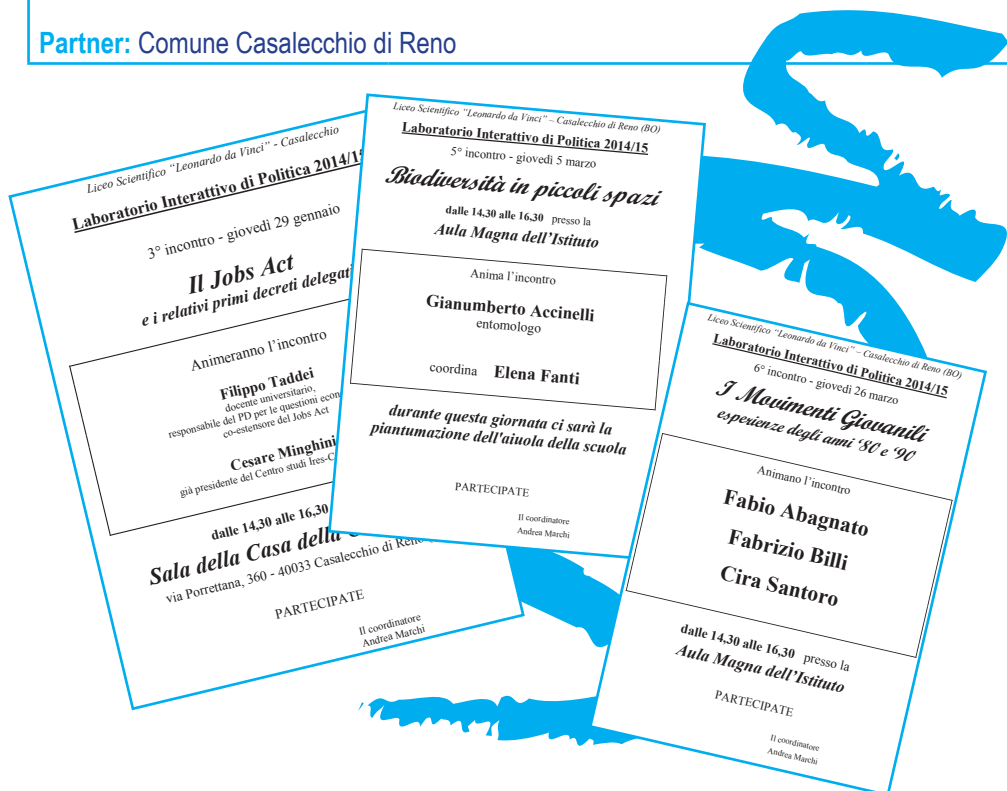 Partner: Comune Casalecchio di Reno
Liceo Scientifico "Leonardo da Vinci" - Casalecchio
Laboratorio Interattivo di Politica 2014/15
3° incontro - giovedì 29 gennaio
Il Jobs Act
e i relativi primi decreti delegati
Animeranno l'incontro
Filippo Taddei
docente universitario,
responsabile del PD per le questioni econ
co-estensore del Jobs Act
Cesare Minghini
già presidente del Centro studi Ires-C
dalle 14,30 alle 16,30
Sala della Casa della
via Porrettana, 360 - 40033 Casalecchio di Reno
PARTECIPATE
Il coordinatore
Andrea Marchi
Liceo Scientifico "Leonardo da Vinci" – Casalecchio di Reno (BO)
Laboratorio Interattivo di Politica 2014/15
5° incontro - giovedì 5 marzo
Biodiversità in piccoli spazi
dalle 14.30 alle 16.30 presso la
Aula Magna dell'Istituto
Anima l'incontro
Gianumberto Accinelli
entomologo
coordina Elena Fanti
durante questa giornata ci sarà la
piantumazione dell'aiuola della scuola
PARTECIPATE
Il coordinatore
Andrea Marchi
Liceo Scientifico "Leonardo da Vinci" – Casalecchio di Reno (BO)
Laboratorio Interattivo di Politica 2014/15
6° incontro - giovedì 26 marzo
I Movimenti Giovanili
esperienze degli anni '80 e '90
Animano l'incontro
Fabio Abagnato
Fabrizio Billi
Cira Santoro
dalle 14,30 alle 16,30 presso la
Aula Magna dell'Istituto
PARTECIPATE
Il coordinatore
Andrea Marchi